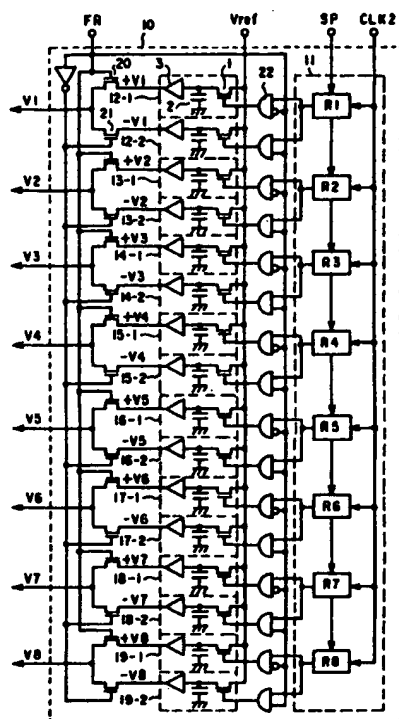 FR Vref SP CLK2
10
20 3 1 22 11
+V1
12-1 2 R1
V1
21 -V1
12-2
+V2
13-1 R2
V2
-V2
13-2
+V3
14-1 R3
V3
-V3
14-2
+V4
15-1 R4
V4
-V4
15-2
+V5
16-1 R5
V5
-V5
16-2
+V6
17-1 R6
V6
-V6
17-2
+V7
18-1 R7
V7
-V7
18-2
+V8
19-1 R8
V8
-V8
19-2